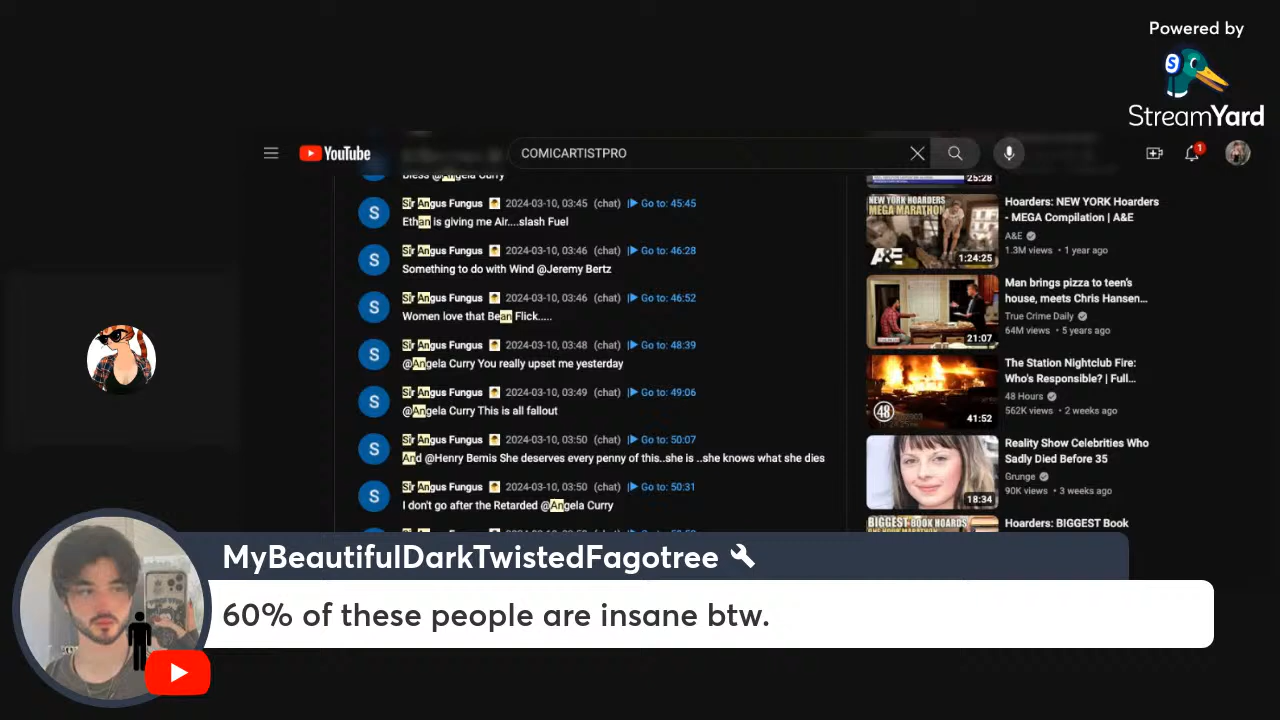 Powered by
StreamYard
YouTube
COMICARTISTPRO
1
Bless @Angela Curry
Sir Angus Fungus 2024-03-10, 03:45 (chat) Go to: 45:45
Ethan is giving me Air....slash Fuel
Sir Angus Fungus 2024-03-10, 03:46 (chat) Go to: 46:28
Something to do with Wind @Jeremy Bertz
Sir Angus Fungus 2024-03-10, 03:46 (chat) Go to: 46:52
Women love that Bean Flick.....
Sir Angus Fungus 2024-03-10, 03:48 (chat) Go to: 48:39
@Angela Curry You really upset me yesterday
Sir Angus Fungus 2024-03-10, 03:49 (chat) Go to: 49:06
@Angela Curry This is all fallout
Sir Angus Fungus 2024-03-10, 03:50 (chat) Go to: 50:07
And @Henry Bemis She deserves every penny of this..she is ..she knows what she dies
Sir Angus Fungus 2024-03-10, 03:50 (chat) Go to: 50:31
I don't go after the Retarded @Angela Curry
S
S
S
S
S
S
S
25:28
NEW YORK HOARDERS
MEGA MARATHON
A&E
1:24:25
Hoarders: NEW YORK Hoarders
- MEGA Compilation | A&E
A&E
1.3M views • 1 year ago
21:07
Man brings pizza to teen's
house, meets Chris Hansen...
True Crime Daily
64M views • 5 years ago
48
41:52
The Station Nightclub Fire:
Who's Responsible? | Full...
48 Hours
562K views • 2 weeks ago
18:34
Reality Show Celebrities Who
Sadly Died Before 35
Grunge
90K views • 3 weeks ago
BIGGEST BOOK HOARDS
Hoarders: BIGGEST Book
MyBeautifulDarkTwistedFagotree
60% of these people are insane btw.